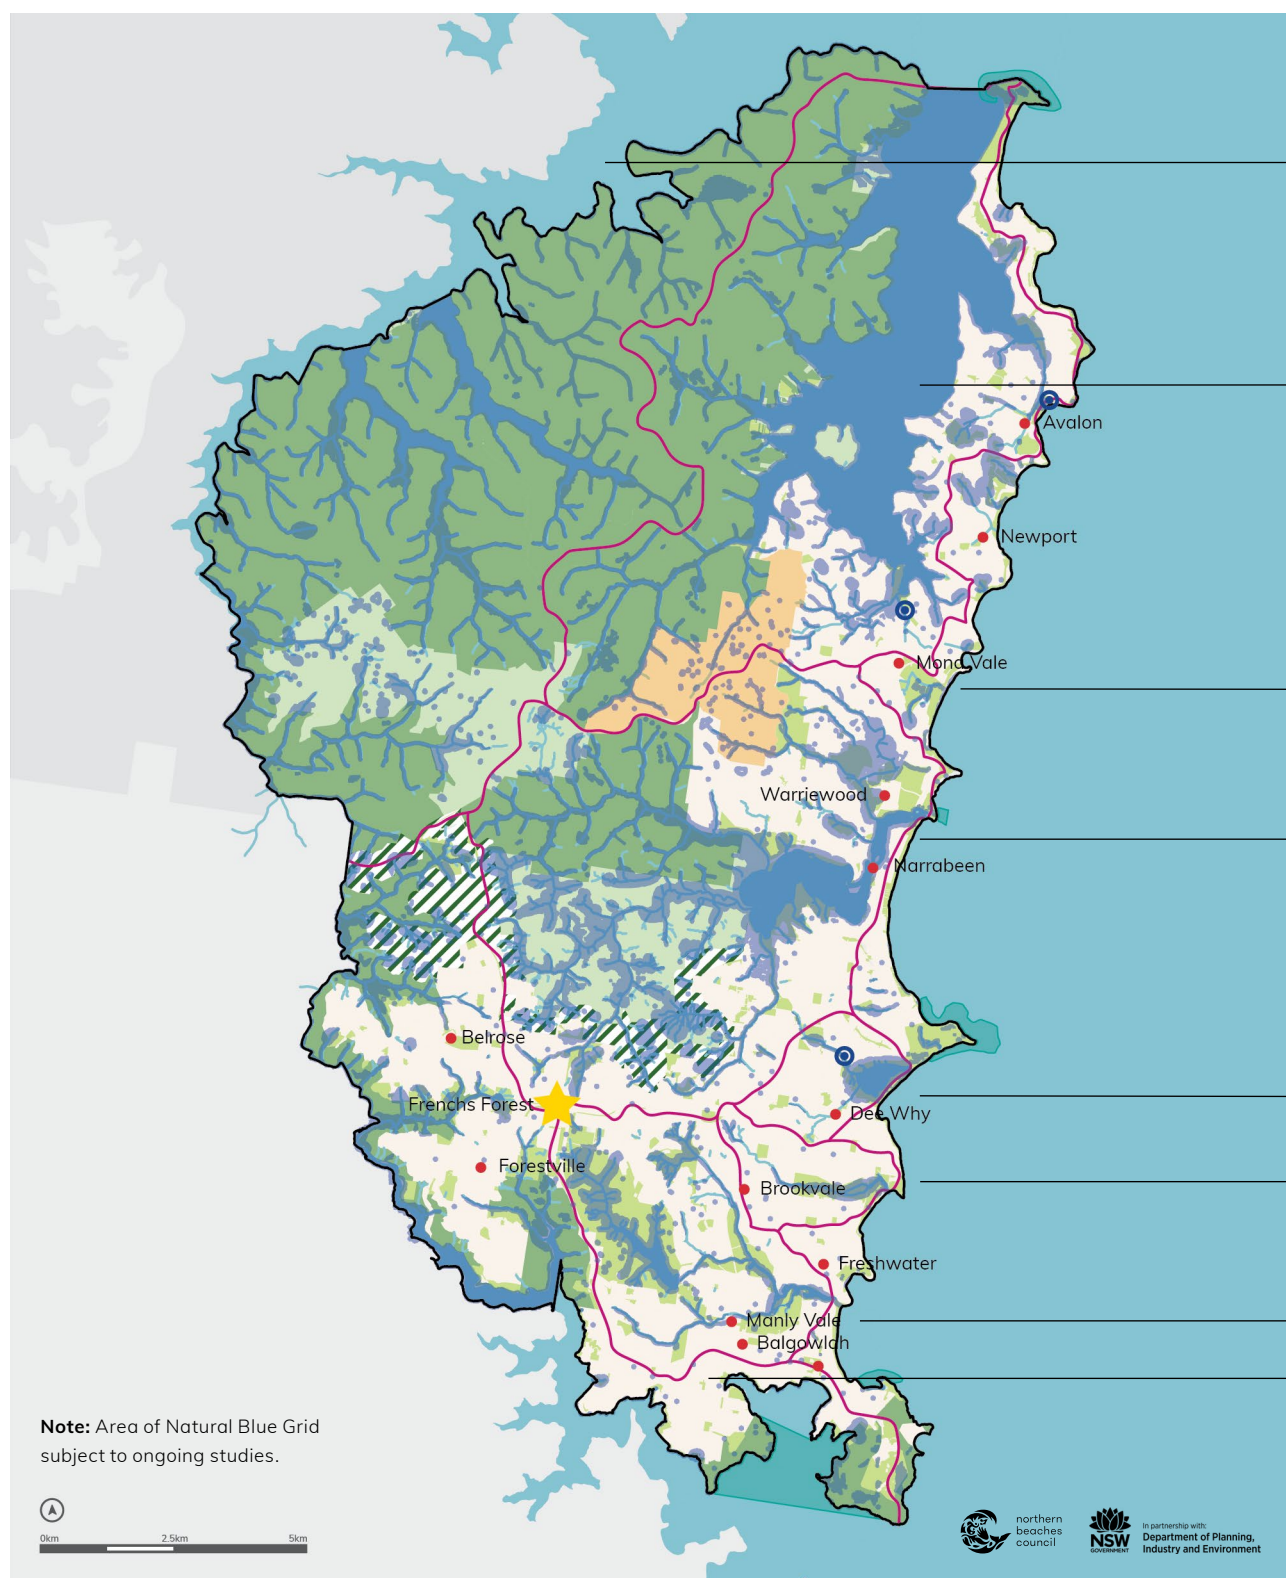 Avalon
Newport
Mona Vale
Warriewood
Narrabeen
Belrose
Frenchs Forest
Dee Why
Forestville
Brookvale
Freshwater
Manly Vale
Balgowlah
Note: Area of Natural Blue Grid
subject to ongoing studies.
0km 2.5km 5km
northern
beaches
council
NSW
GOVERNMENT
In partnership with:
Department of Planning,
Industry and Environment